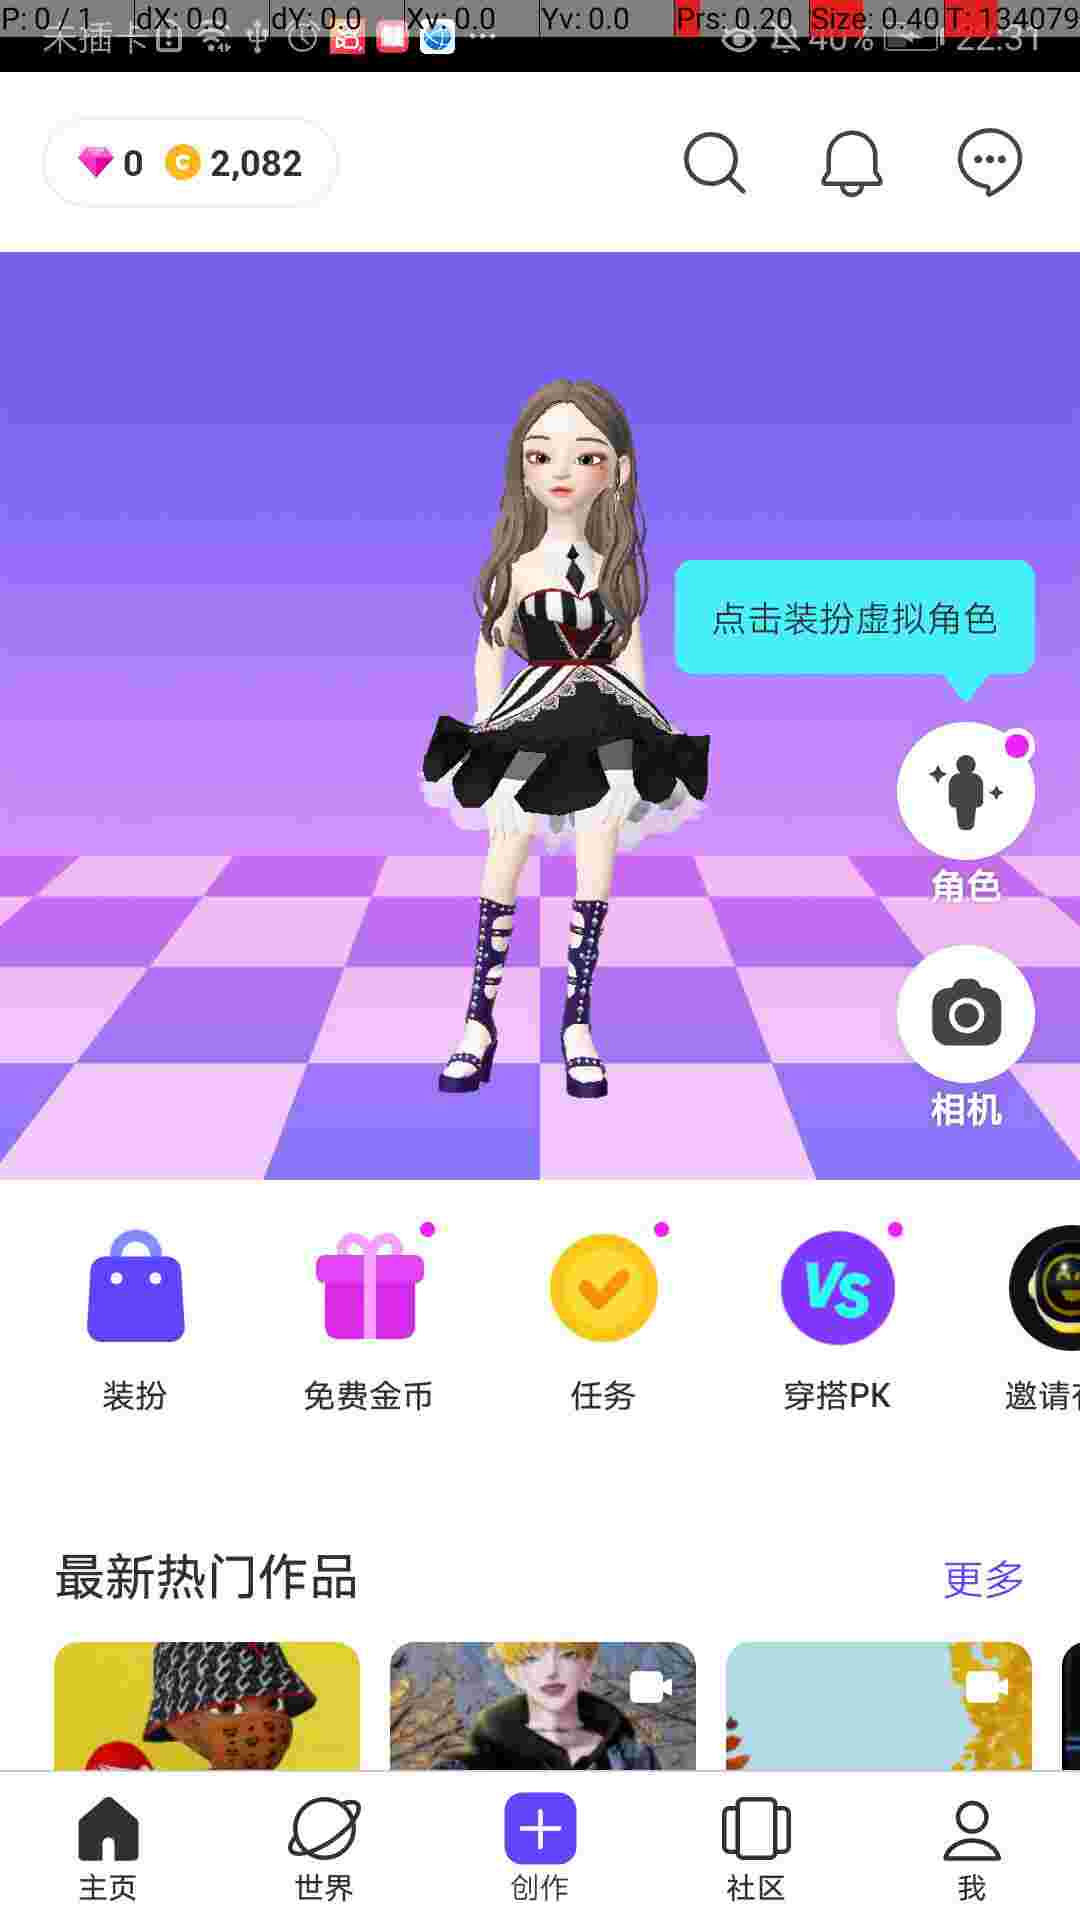 P: 0 / 1 dX: 0.0 dY: 0.0 Xv: 0.0 Yv: 0.0 Prs: 0.20 Size: 0.40 T: 134079
未插卡 40% 22:31
0 C 2,082
点击装扮虚拟角色
角色
相机
VS
装扮 免费金币 任务 穿搭PK 邀请
最新热门作品 更多
主页 世界 创作 社区 我